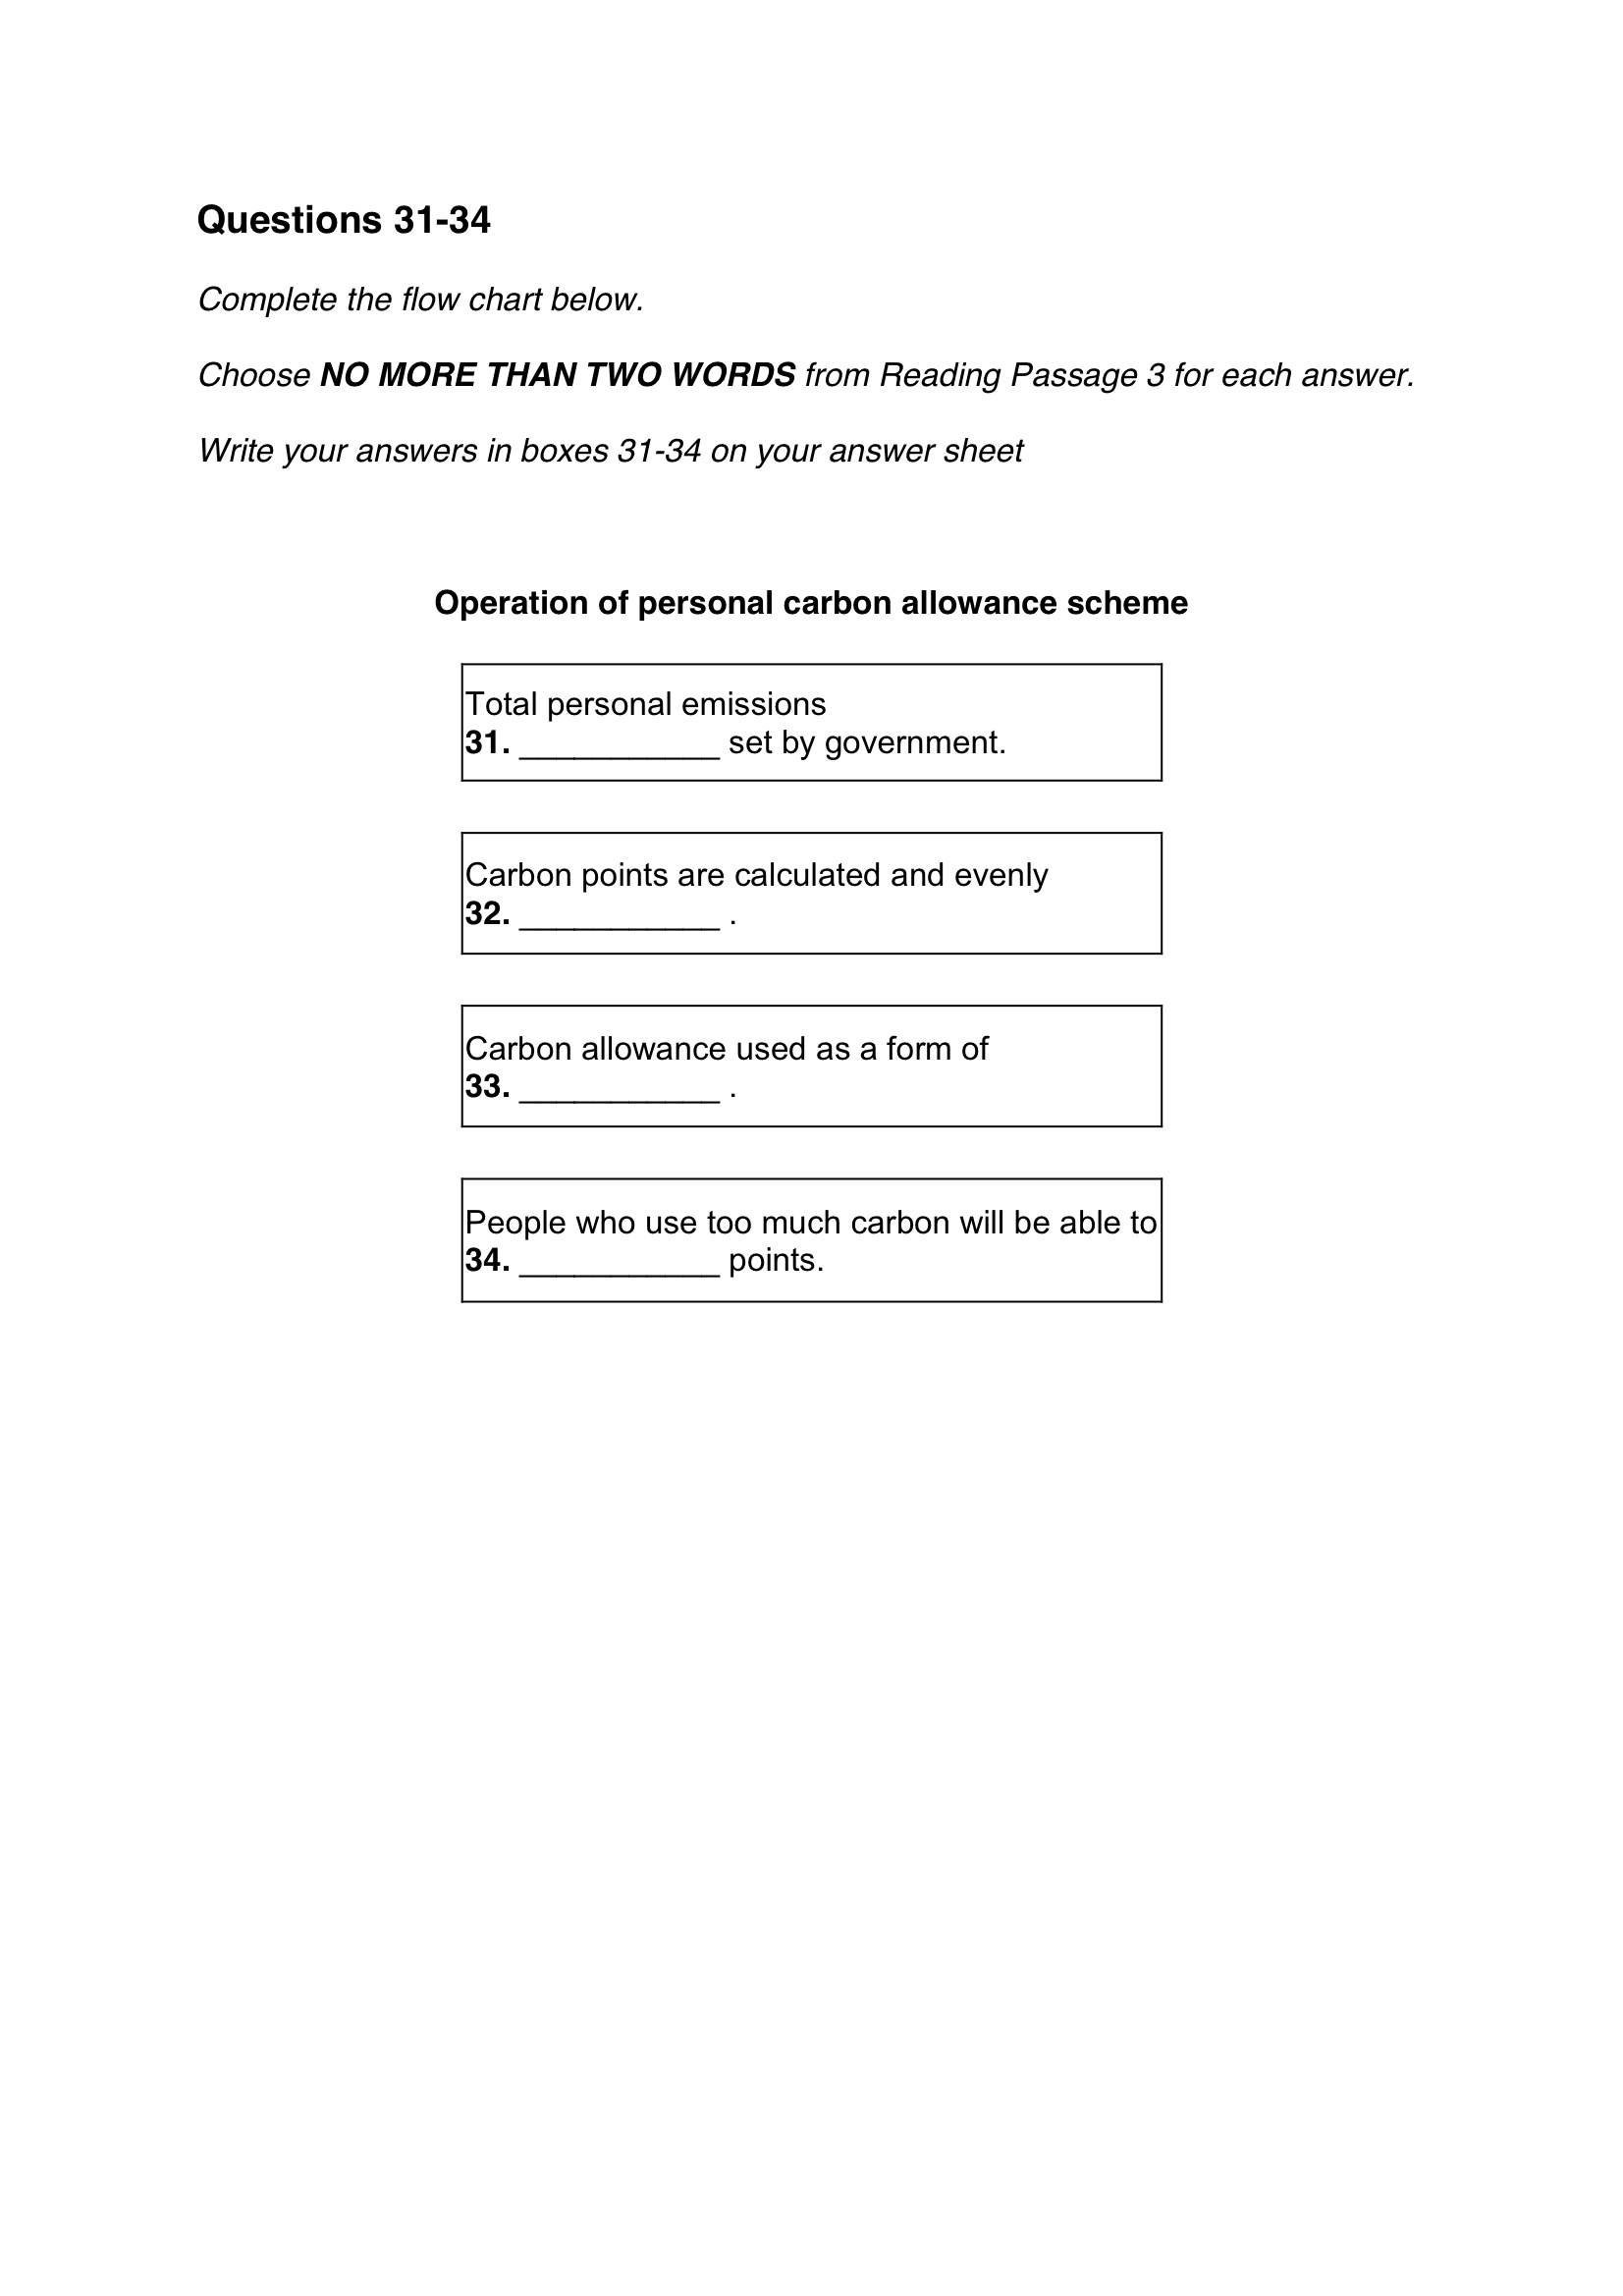 Questions 31-34
Complete the flow chart below.
Choose NO MORE THAN TWO WORDS from Reading Passage 3 for each answer.
Write your answers in boxes 31-34 on your answer sheet
Operation of personal carbon allowance scheme
Total personal emissions
31. ___________ set by government.
Carbon points are calculated and evenly
32. ___________ .
Carbon allowance used as a form of
33. ___________ .
People who use too much carbon will be able to
34. ___________ points.